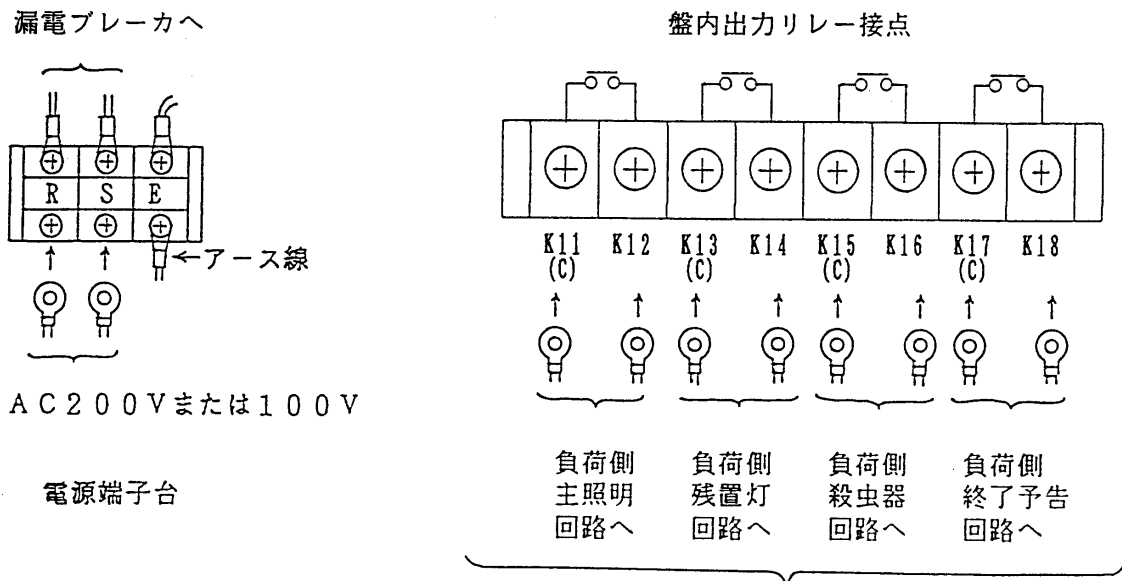 漏電ブレーカへ
R S E
←アース線
AC200Vまたは100V
電源端子台
盤内出力リレー接点
K11 K12 K13 K14 K15 K16 K17 K18
(C) (C) (C) (C)
負荷側 負荷側 負荷側 負荷側
主照明 残置灯 殺虫器 終了予告
回路へ 回路へ 回路へ 回路へ